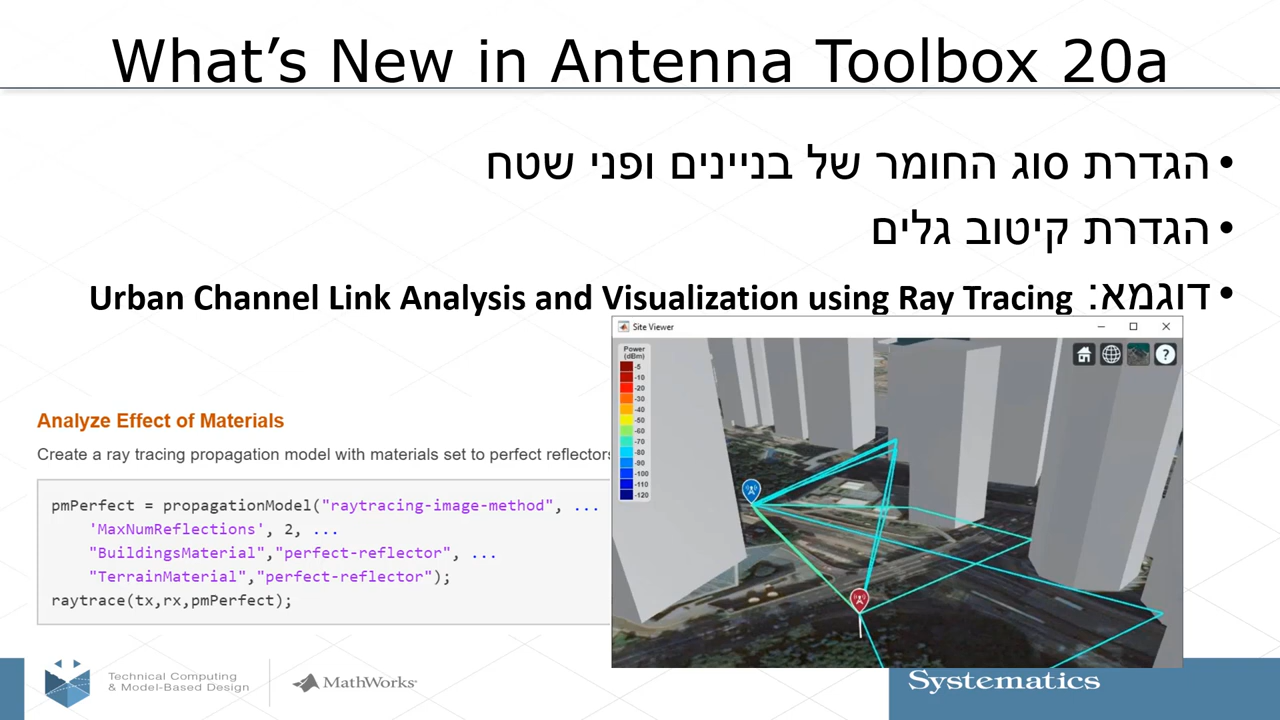 What's New in Antenna Toolbox 20a
•הגדרת סוג החומר של בניינים ופני שטח
•הגדרת קיטוב גלים
•דוגמא: Urban Channel Link Analysis and Visualization using Ray Tracing
Site Viewer
Power
(dBm)
-5
-10
-20
-30
-40
-50
-60
-70
-80
-90
-100
-110
-120
?
Analyze Effect of Materials
Create a ray tracing propagation model with materials set to perfect reflectors
pmPerfect = propagationModel("raytracing-image-method", ...
'MaxNumReflections', 2, ...
"BuildingsMaterial","perfect-reflector", ...
"TerrainMaterial","perfect-reflector");
raytrace(tx,rx,pmPerfect);
Technical Computing
& Model-Based Design
MathWorks
Systematics